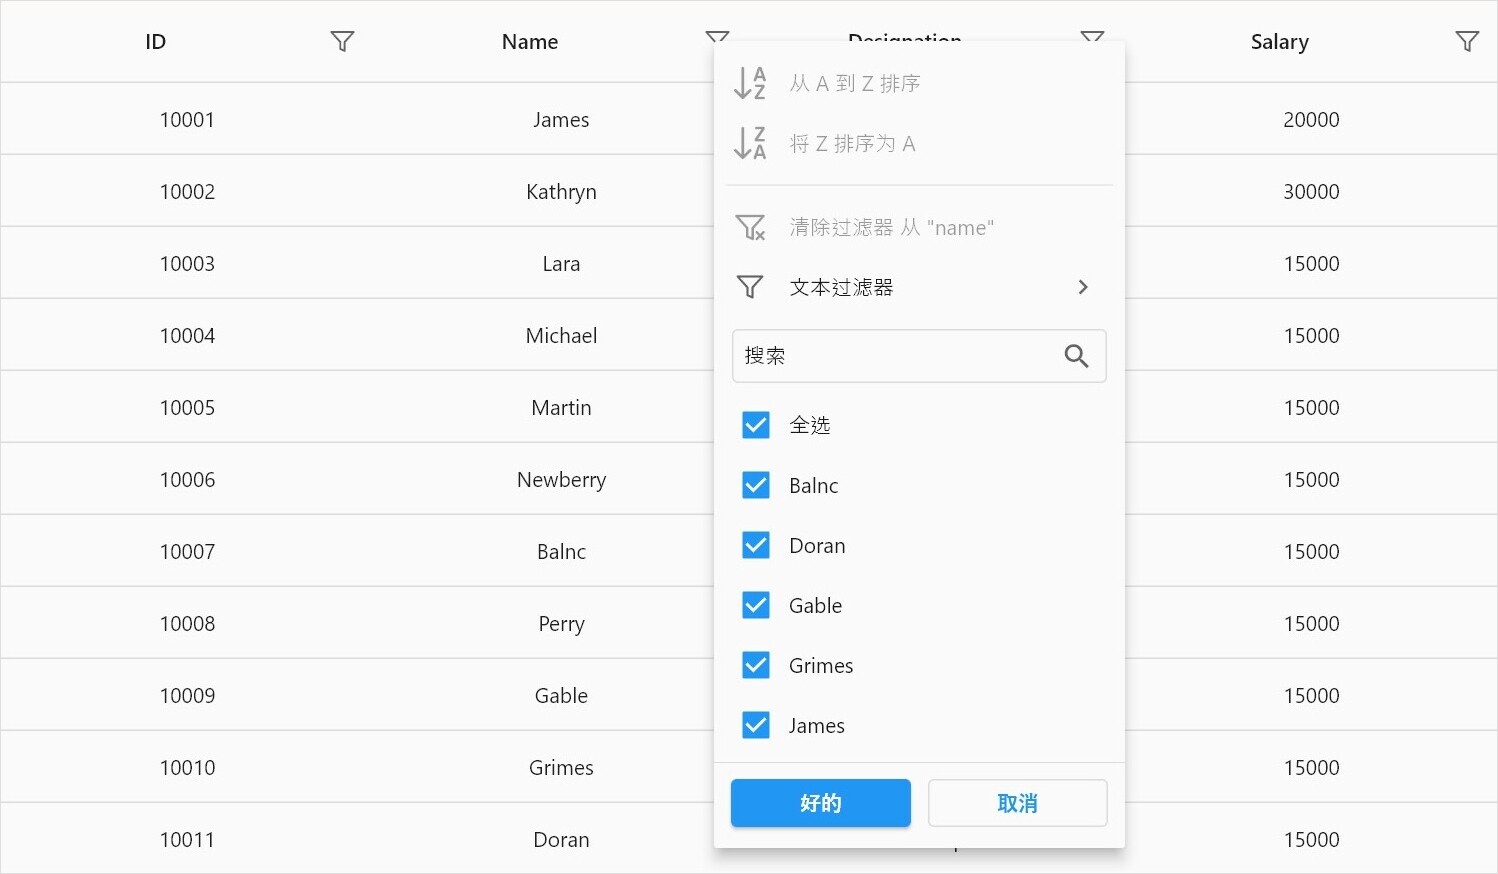 ID Name Designation Salary
10001 James 20000
10002 Kathryn 30000
10003 Lara 15000
10004 Michael 15000
10005 Martin 15000
10006 Newberry 15000
10007 Balnc 15000
10008 Perry 15000
10009 Gable 15000
10010 Grimes 15000
10011 Doran 15000
从 A 到 Z 排序
将 Z 排序为 A
清除过滤器 从 "name"
文本过滤器
搜索
全选
Balnc
Doran
Gable
Grimes
James
好的 取消